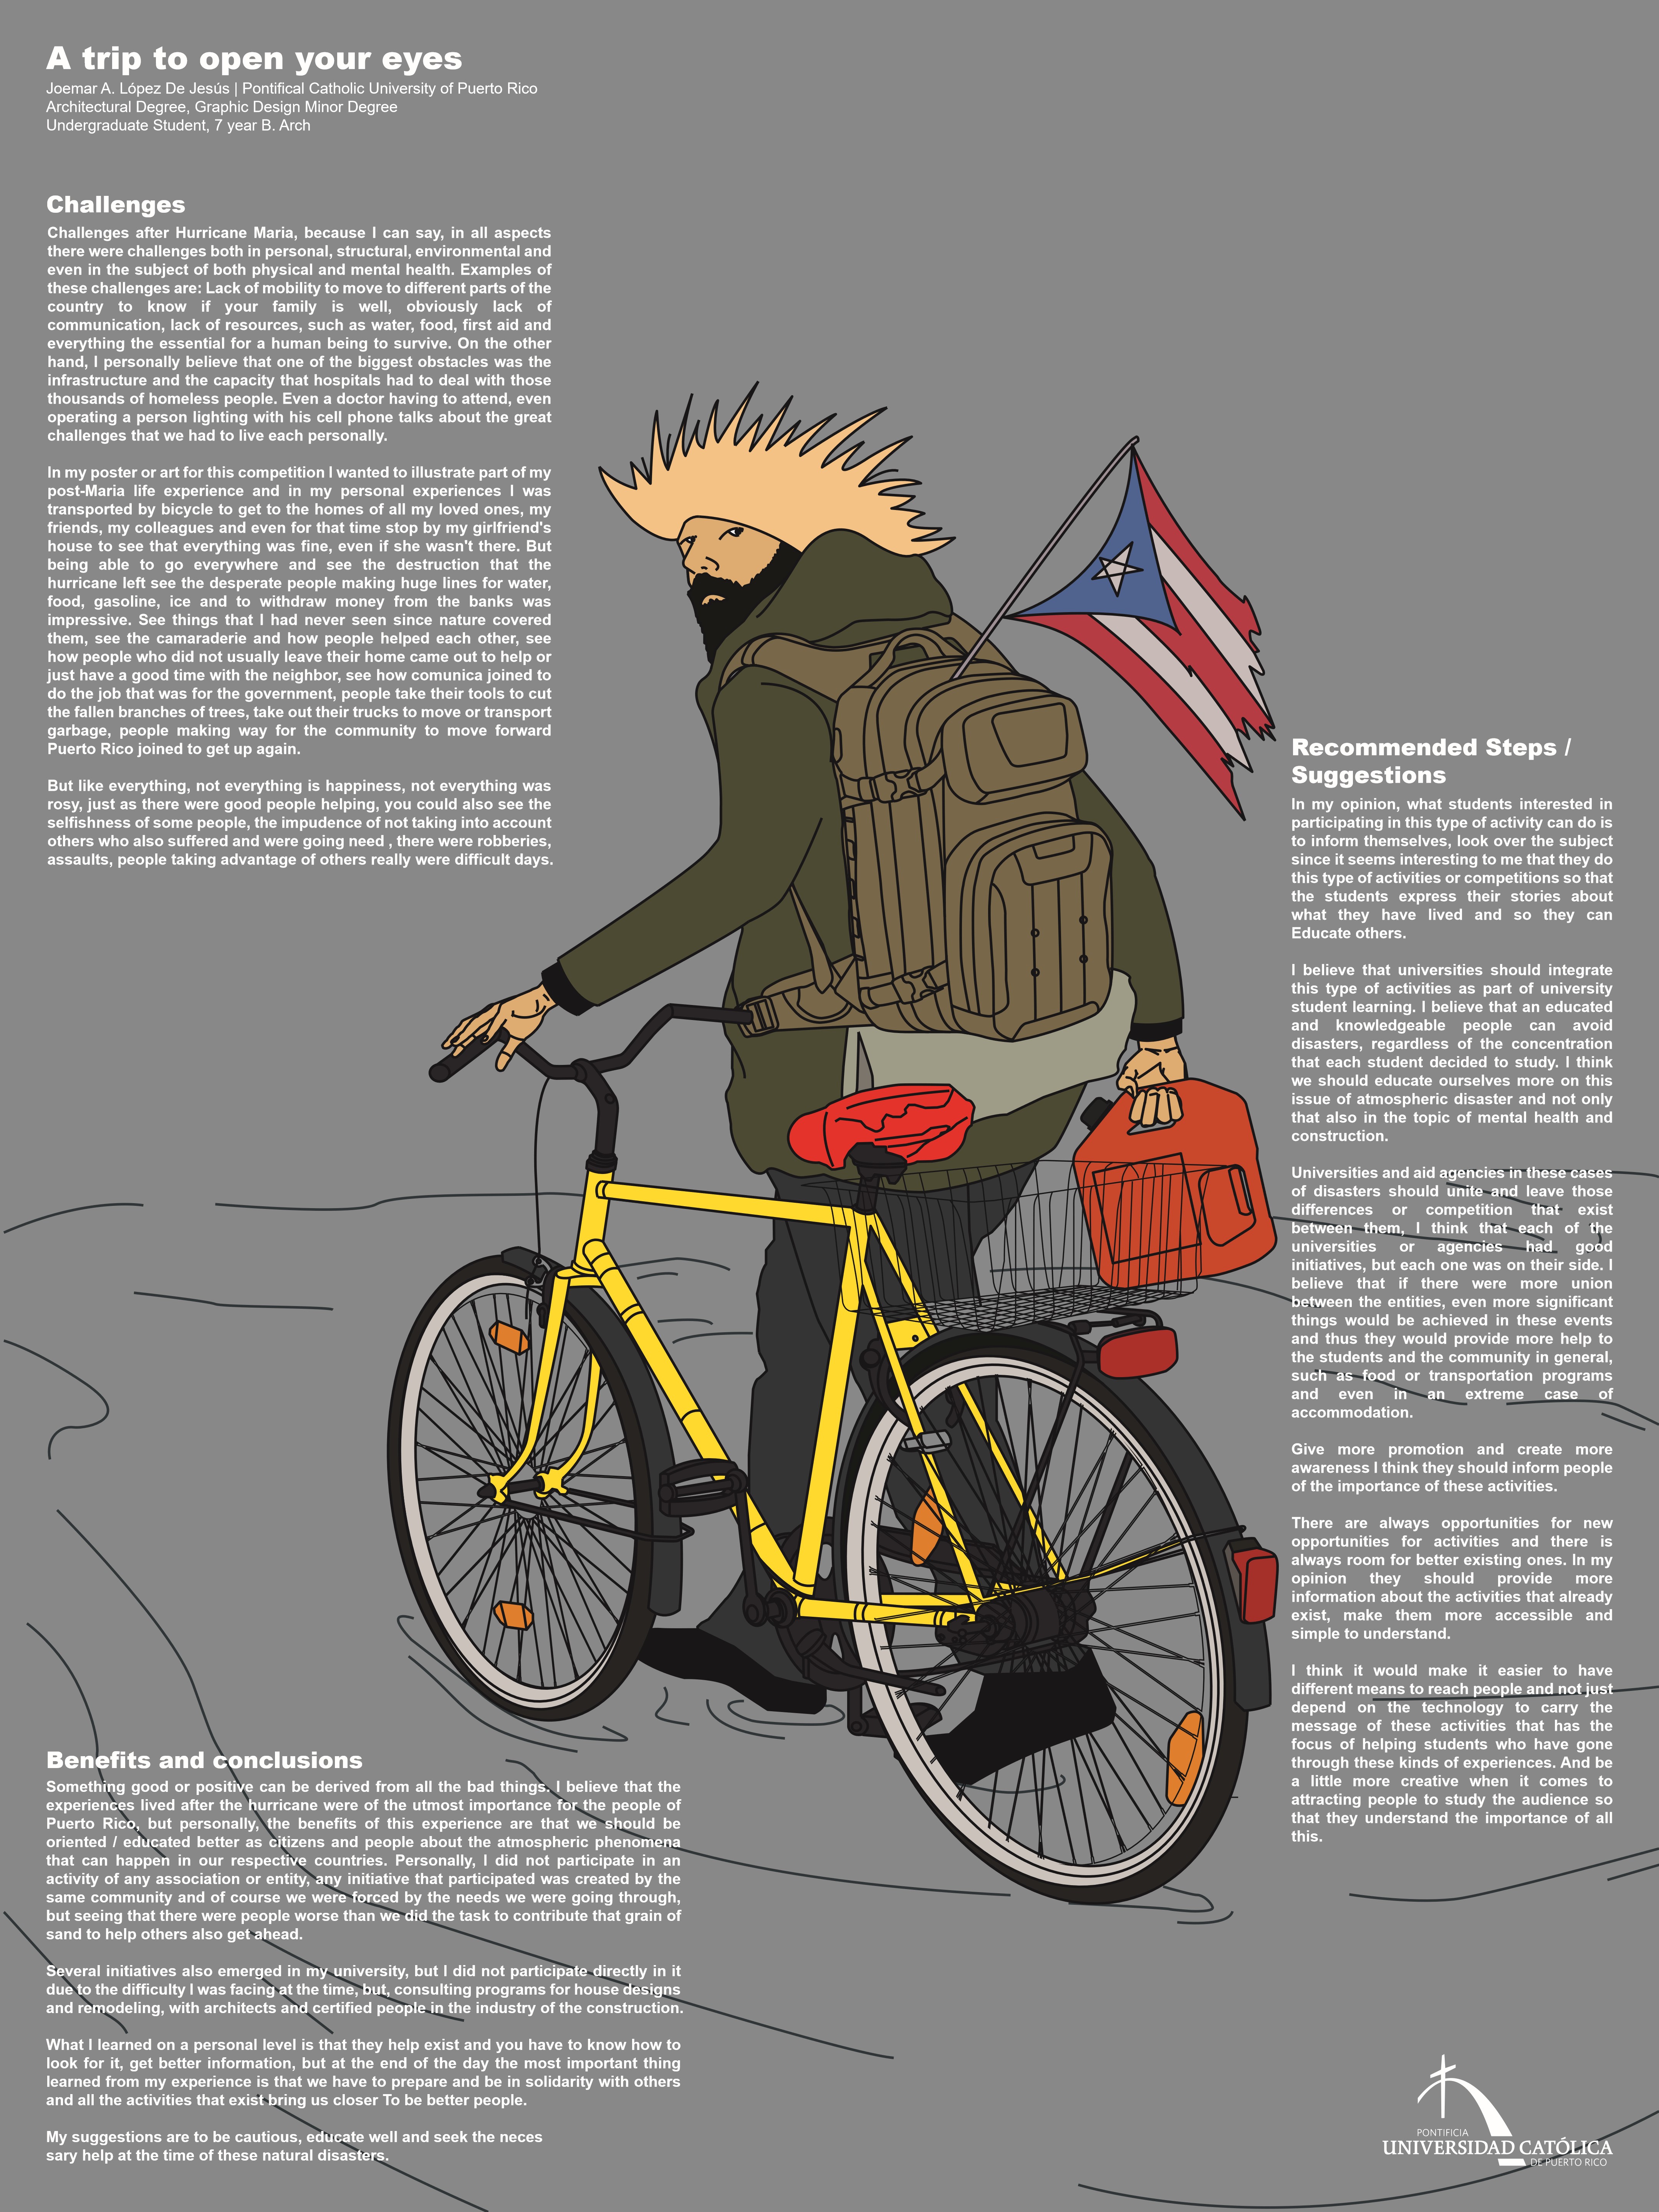 A trip to open your eyes
Joemar A. López De Jesús | Pontifical Catholic University of Puerto Rico
Architectural Degree, Graphic Design Minor Degree
Undergraduate Student, 7 year B. Arch
Challenges
Challenges after Hurricane Maria, because I can say, in all aspects
there were challenges both in personal, structural, environmental and
even in the subject of both physical and mental health. Examples of
these challenges are: Lack of mobility to move to different parts of the
country to know if your family is well, obviously lack of
communication, lack of resources, such as water, food, first aid and
everything the essential for a human being to survive. On the other
hand, I personally believe that one of the biggest obstacles was the
infrastructure and the capacity that hospitals had to deal with those
thousands of homeless people. Even a doctor having to attend, even
operating a person lighting with his cell phone talks about the great
challenges that we had to live each personally.
In my poster or art for this competition I wanted to illustrate part of my
post-Maria life experience and in my personal experiences I was
transported by bicycle to get to the homes of all my loved ones, my
friends, my colleagues and even for that time stop by my girlfriend's
house to see that everything was fine, even if she wasn't there. But
being able to go everywhere and see the destruction that the
hurricane left see the desperate people making huge lines for water,
food, gasoline, ice and to withdraw money from the banks was
impressive. See things that I had never seen since nature covered
them, see the camaraderie and how people helped each other, see
how people who did not usually leave their home came out to help or
just have a good time with the neighbor, see how comunica joined to
do the job that was for the government, people take their tools to cut
the fallen branches of trees, take out their trucks to move or transport
garbage, people making way for the community to move forward
Puerto Rico joined to get up again.
But like everything, not everything is happiness, not everything was
rosy, just as there were good people helping, you could also see the
selfishness of some people, the impudence of not taking into account
others who also suffered and were going need , there were robberies,
assaults, people taking advantage of others really were difficult days.
Recommended Steps /
Suggestions
In my opinion, what students interested in
participating in this type of activity can do is
to inform themselves, look over the subject
since it seems interesting to me that they do
this type of activities or competitions so that
the students express their stories about
what they have lived and so they can
Educate others.
I believe that universities should integrate
this type of activities as part of university
student learning. I believe that an educated
and knowledgeable people can avoid
disasters, regardless of the concentration
that each student decided to study. I think
we should educate ourselves more on this
issue of atmospheric disaster and not only
that also in the topic of mental health and
construction.
Universities and aid agencies in these cases
of disasters should unite and leave those
differences or competition that exist
between them, I think that each of the
universities or agencies had good
initiatives, but each one was on their side. I
believe that if there were more union
between the entities, even more significant
things would be achieved in these events
and thus they would provide more help to
the students and the community in general,
such as food or transportation programs
and even in an extreme case of
accommodation.
Give more promotion and create more
awareness I think they should inform people
of the importance of these activities.
There are always opportunities for new
opportunities for activities and there is
always room for better existing ones. In my
opinion they should provide more
information about the activities that already
exist, make them more accessible and
simple to understand.
I think it would make it easier to have
different means to reach people and not just
depend on the technology to carry the
message of these activities that has the
focus of helping students who have gone
through these kinds of experiences. And be
a little more creative when it comes to
attracting people to study the audience so
that they understand the importance of all
this.
Benefits and conclusions
Something good or positive can be derived from all the bad things. I believe that the
experiences lived after the hurricane were of the utmost importance for the people of
Puerto Rico, but personally, the benefits of this experience are that we should be
oriented / educated better as citizens and people about the atmospheric phenomena
that can happen in our respective countries. Personally, I did not participate in an
activity of any association or entity, any initiative that participated was created by the
same community and of course we were forced by the needs we were going through,
but seeing that there were people worse than we did the task to contribute that grain of
sand to help others also get ahead.
Several initiatives also emerged in my university, but I did not participate directly in it
due to the difficulty I was facing at the time, but, consulting programs for house designs
and remodeling, with architects and certified people in the industry of the construction.
What I learned on a personal level is that they help exist and you have to know how to
look for it, get better information, but at the end of the day the most important thing
learned from my experience is that we have to prepare and be in solidarity with others
and all the activities that exist bring us closer To be better people.
My suggestions are to be cautious, educate well and seek the neces
sary help at the time of these natural disasters.
PONTIFICIA
UNIVERSIDAD CATÓLICA
DE PUERTO RICO